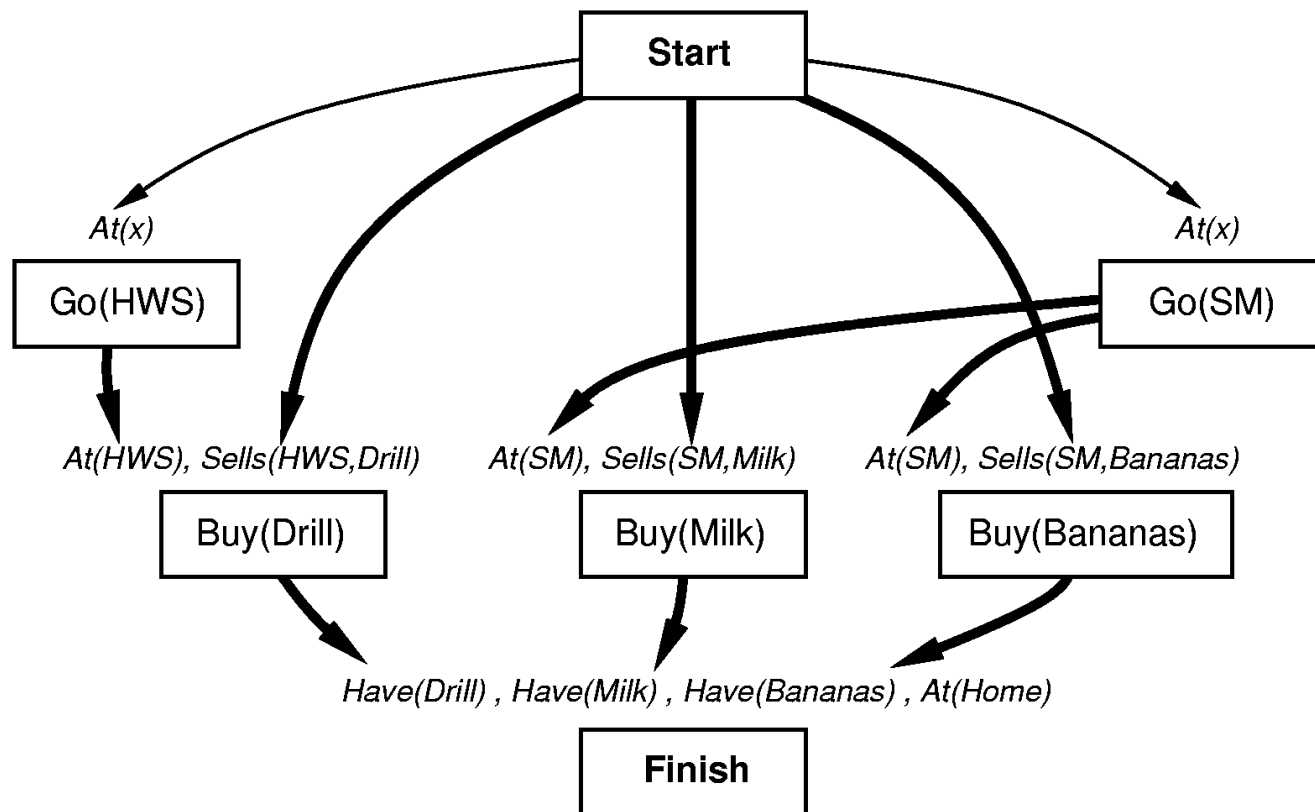 Start
At(x)
At(x)
Go(HWS)
Go(SM)
At(HWS), Sells(HWS,Drill)
At(SM), Sells(SM,Milk)
At(SM), Sells(SM,Bananas)
Buy(Drill)
Buy(Milk)
Buy(Bananas)
Have(Drill) , Have(Milk) , Have(Bananas) , At(Home)
Finish